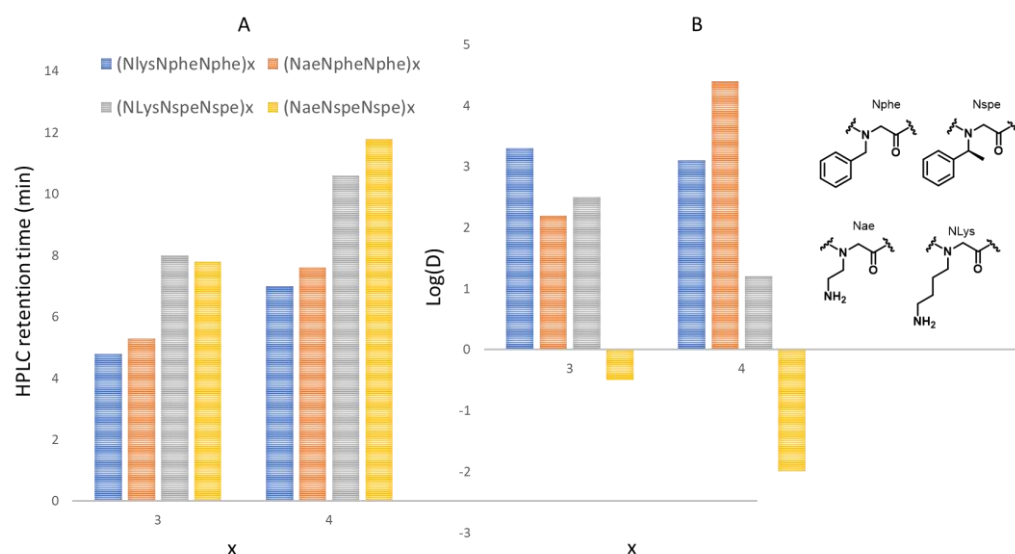 A
(NlysNpheNphe)x
(NaeNpheNphe)x
(NLysNspeNspe)x
(NaeNspeNspe)x
HPLC retention time (min)
14
12
10
8
6
4
2
0
3
4
x
B
Log(D)
5
4
3
2
1
0
-1
-2
-3
3
4
x
Nphe
N
O
Nspe
N
O
Nae
N
O
NH2
NLys
N
O
NH2